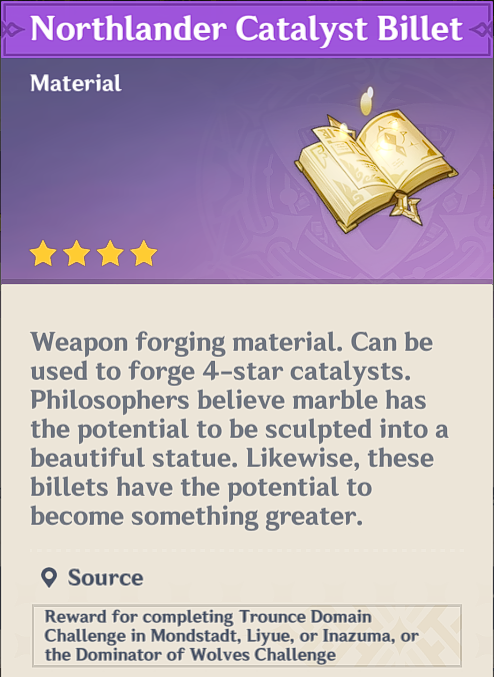 Northlander Catalyst Billet
Material
Weapon forging material. Can be
used to forge 4-star catalysts.
Philosophers believe marble has
the potential to be sculpted into a
beautiful statue. Likewise, these
billets have the potential to
become something greater.
Source
Reward for completing Trounce Domain
Challenge in Mondstadt, Liyue, or Inazuma, or
the Dominator of Wolves Challenge